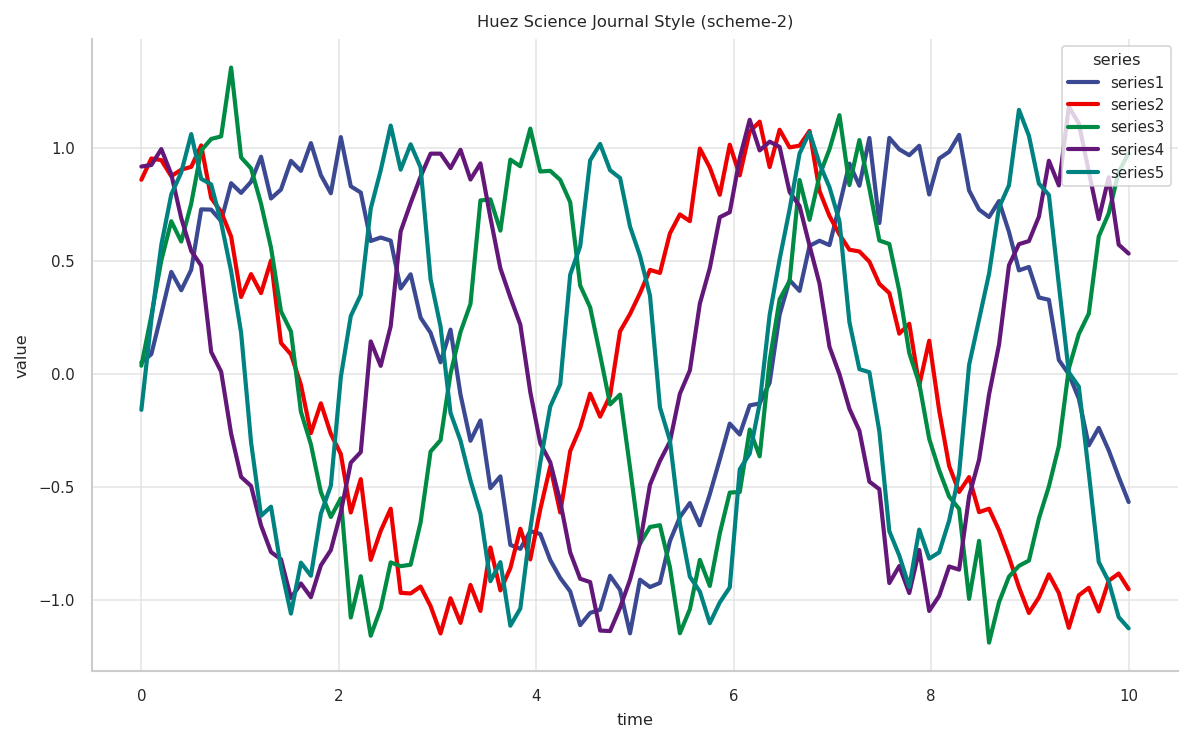 Huez Science Journal Style (scheme-2)
series
series1
series2
series3
series4
series5
value
1.0
0.5
0.0
−0.5
−1.0
0 2 4 6 8 10
time